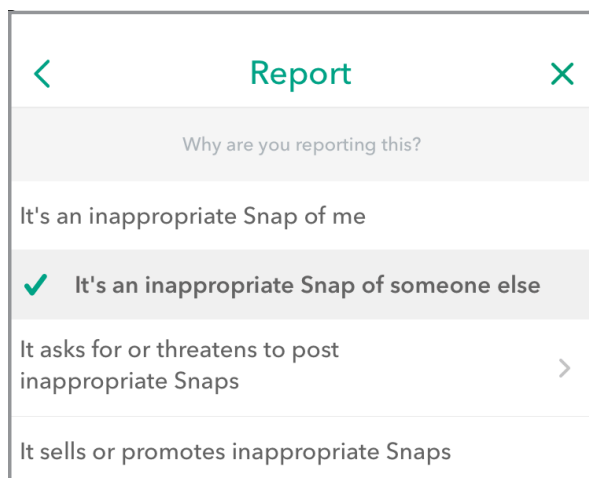 Report
Why are you reporting this?
It's an inappropriate Snap of me
It's an inappropriate Snap of someone else
It asks for or threatens to post
inappropriate Snaps
It sells or promotes inappropriate Snaps